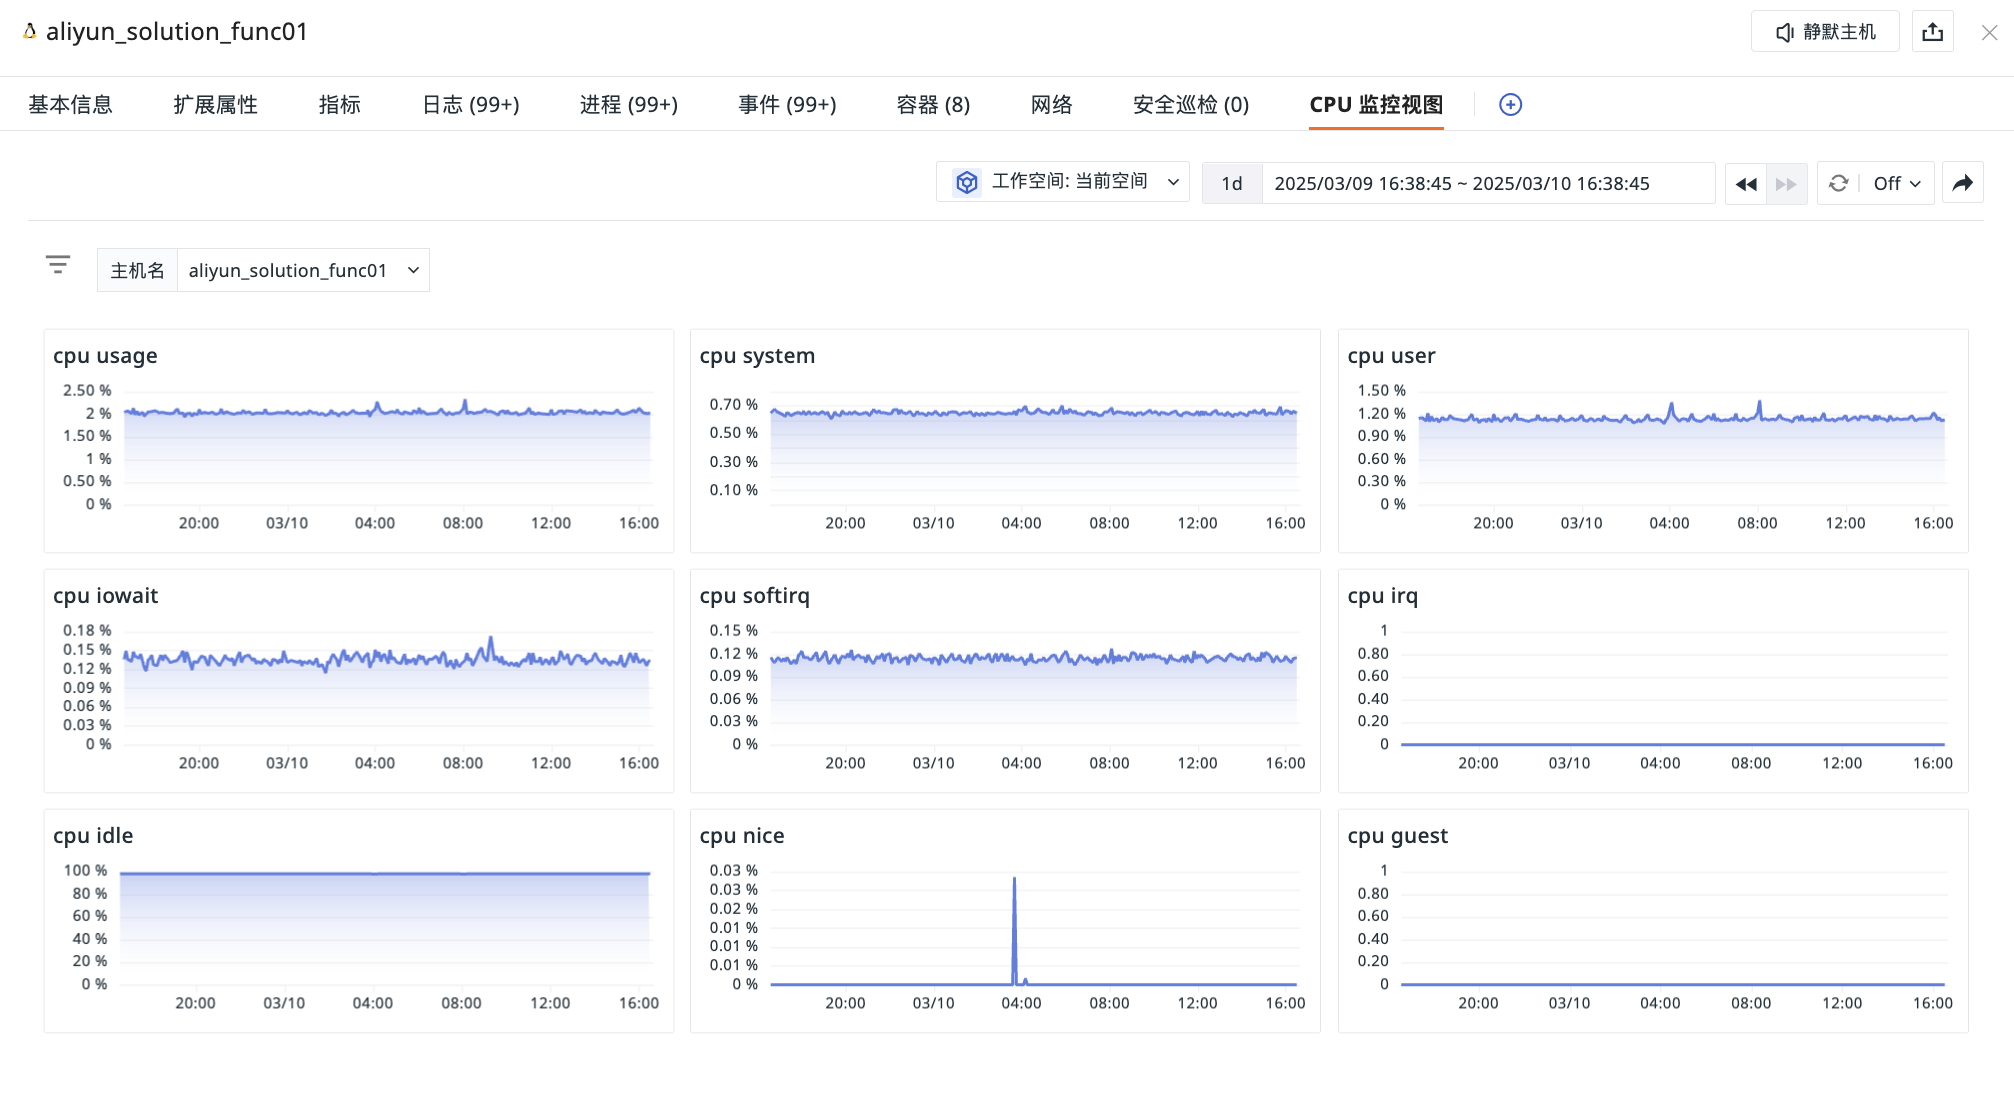 aliyun_solution_func01
静默主机
基本信息 扩展属性 指标 日志 (99+) 进程 (99+) 事件 (99+) 容器 (8) 网络 安全巡检 (0) CPU 监控视图
工作空间: 当前空间 1d 2025/03/09 16:38:45 ~ 2025/03/10 16:38:45 Off
主机名 aliyun_solution_func01
cpu usage
2.50 %
2 %
1.50 %
1 %
0.50 %
0 %
20:00 03/10 04:00 08:00 12:00 16:00
cpu system
0.70 %
0.50 %
0.30 %
0.10 %
20:00 03/10 04:00 08:00 12:00 16:00
cpu user
1.50 %
1.20 %
0.90 %
0.60 %
0.30 %
0 %
20:00 03/10 04:00 08:00 12:00 16:00
cpu iowait
0.18 %
0.15 %
0.12 %
0.09 %
0.06 %
0.03 %
0 %
20:00 03/10 04:00 08:00 12:00 16:00
cpu softirq
0.15 %
0.12 %
0.09 %
0.06 %
0.03 %
0 %
20:00 03/10 04:00 08:00 12:00 16:00
cpu irq
1
0.80
0.60
0.40
0.20
0
20:00 03/10 04:00 08:00 12:00 16:00
cpu idle
100 %
80 %
60 %
40 %
20 %
0 %
20:00 03/10 04:00 08:00 12:00 16:00
cpu nice
0.03 %
0.03 %
0.02 %
0.01 %
0.01 %
0.01 %
0 %
20:00 03/10 04:00 08:00 12:00 16:00
cpu guest
1
0.80
0.60
0.40
0.20
0
20:00 03/10 04:00 08:00 12:00 16:00